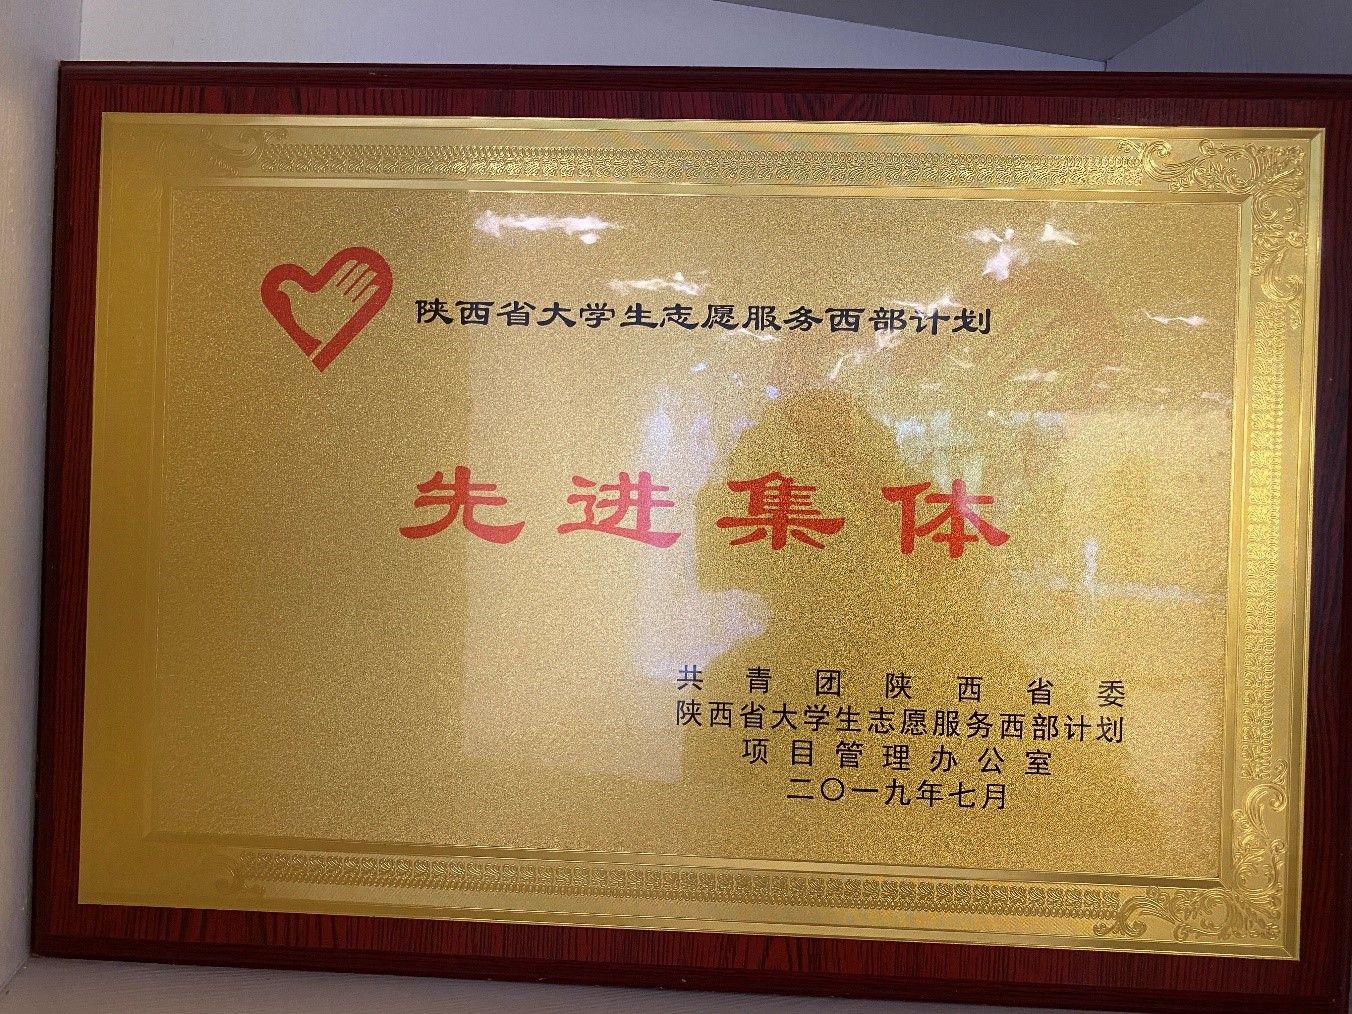 陕西省大学生志愿服务西部计划
先进集体
共青团陕西省委
陕西省大学生志愿服务西部计划
项目管理办公室
二〇一九年七月